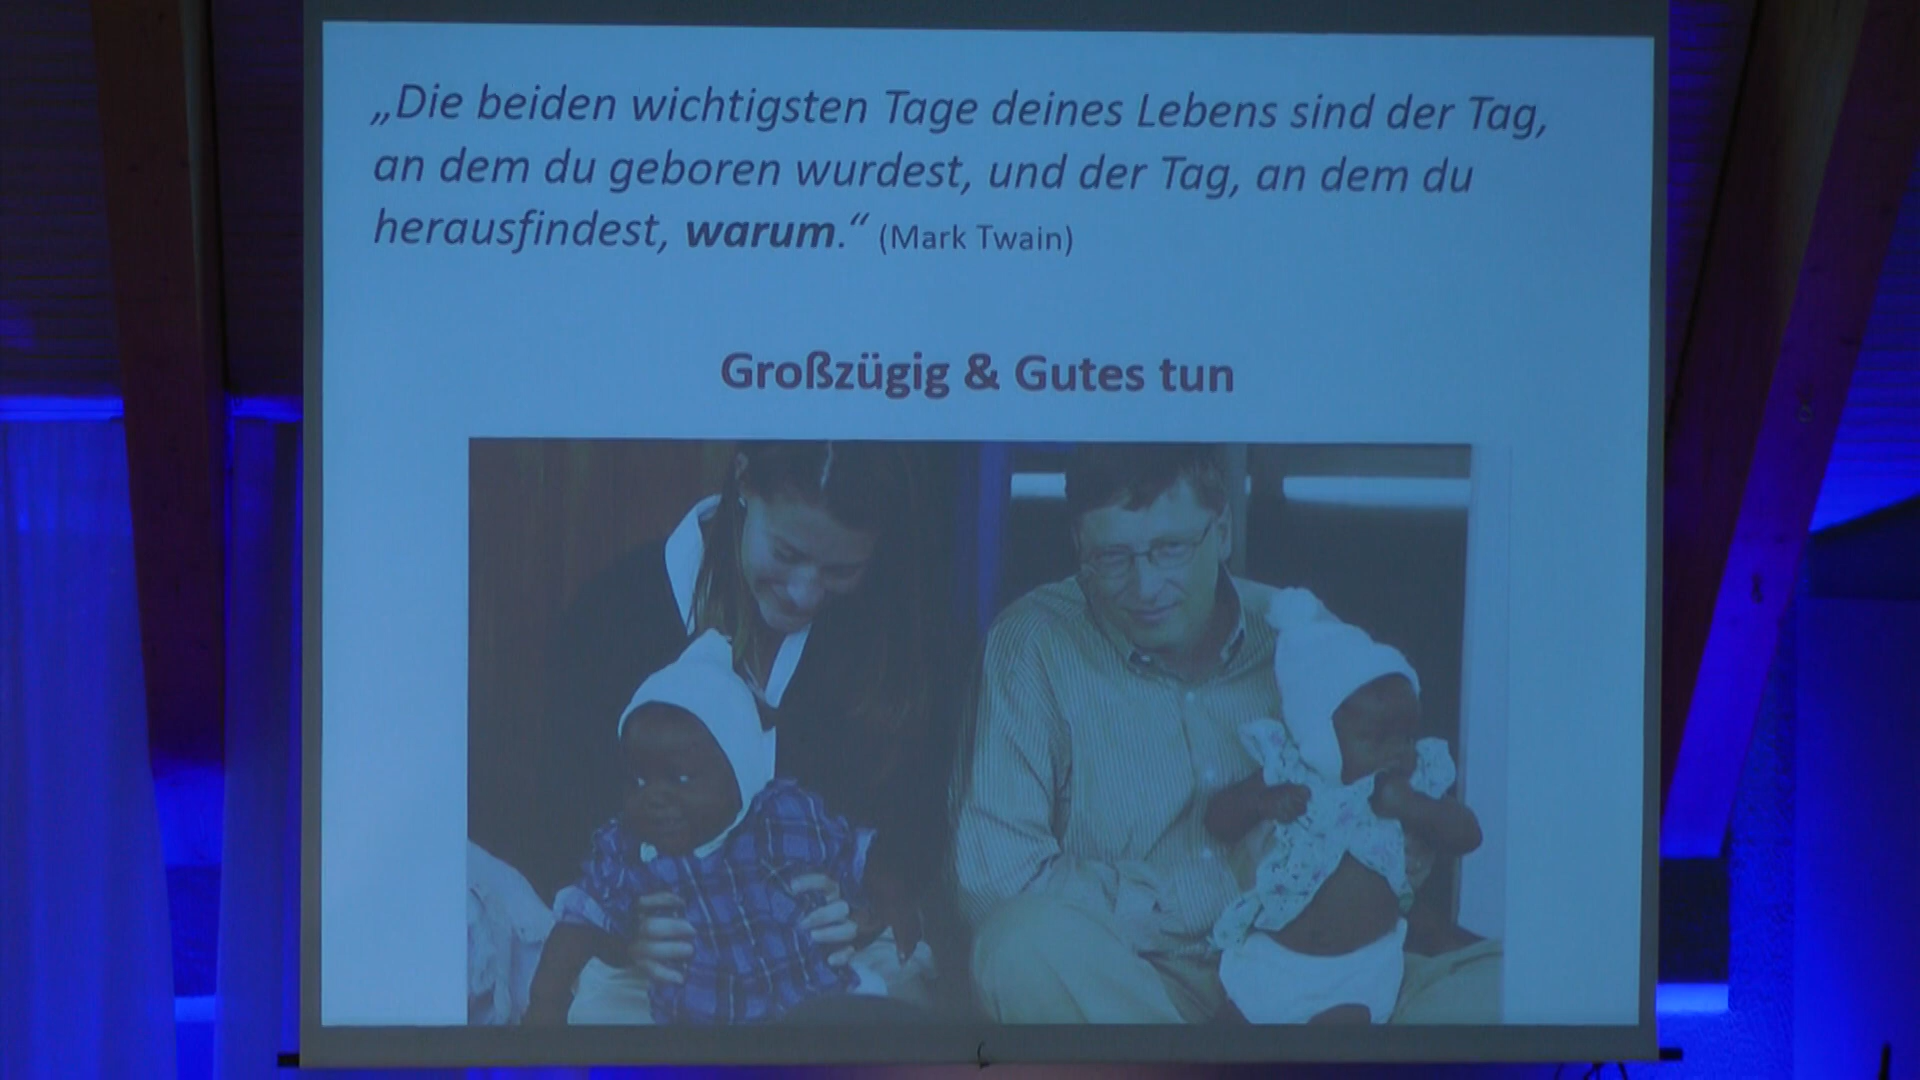 „Die beiden wichtigsten Tage deines Lebens sind der Tag,
an dem du geboren wurdest, und der Tag, an dem du
herausfindest, warum.“ (Mark Twain)
Großzügig & Gutes tun